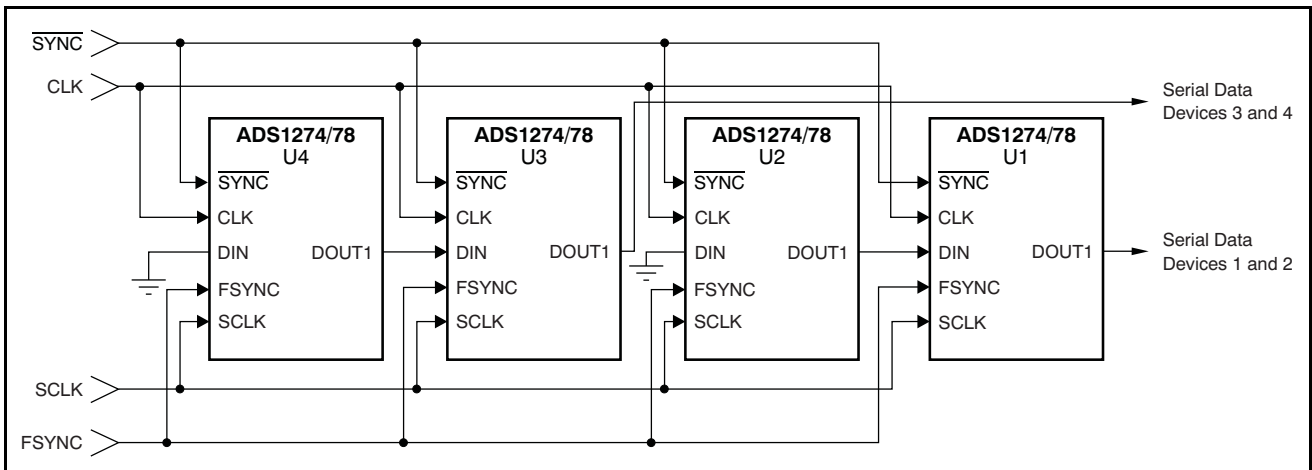 SYNC
CLK
Serial Data
Devices 3 and 4
ADS1274/78
U4
SYNC
CLK
DIN
DOUT1
FSYNC
SCLK
ADS1274/78
U3
SYNC
CLK
DIN
DOUT1
FSYNC
SCLK
ADS1274/78
U2
SYNC
CLK
DIN
DOUT1
FSYNC
SCLK
ADS1274/78
U1
SYNC
CLK
DIN
DOUT1
FSYNC
SCLK
Serial Data
Devices 1 and 2
SCLK
FSYNC